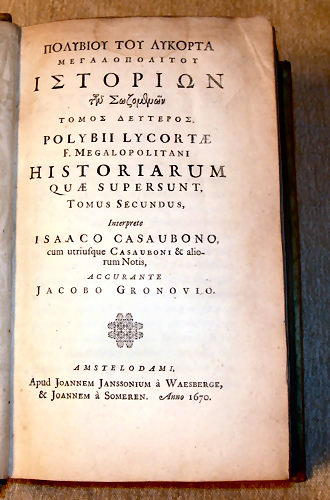 ΠΟΛΥΒΙΟΥ ΤΟΥ ΛΥΚΟΡΤΑ
ΜΕΓΑΛΟΠΟΛΙΤΟΥ
ΙΣΤΟΡΙΩΝ
τῶν Σωζομένων
ΤΟΜΟΣ ΔΕΥΤΕΡΟΣ.
POLYBII LYCORTÆ
F. MEGALOPOLITANI
HISTORIARUM
QUÆ SUPERSUNT,
TOMUS SECUNDUS,
Interprete
ISAACO CASAUBONO,
cum utriuſque CASAUBONI & alio-
rum Notis,
ACCURANTE
JACOBO GRONOVIO.
AMSTELODAMI,
Apud JOANNEM JANSSONIUM à WAESBERGE,
& JOANNEM à SOMEREN. Anno 1670.